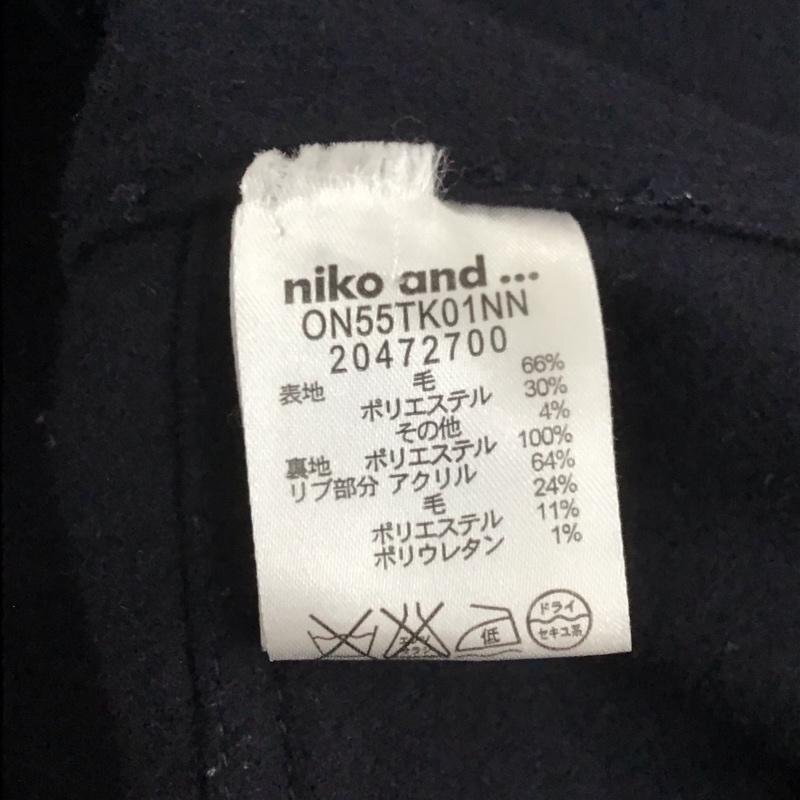 niko and ...
ON55TK01NN
20472700
表地 毛 66%
ポリエステル 30%
その他 4%
裏地 ポリエステル 100%
リブ部分 アクリル 64%
毛 24%
ポリエステル 11%
ポリウレタン 1%
低
ドライ
セキユ系